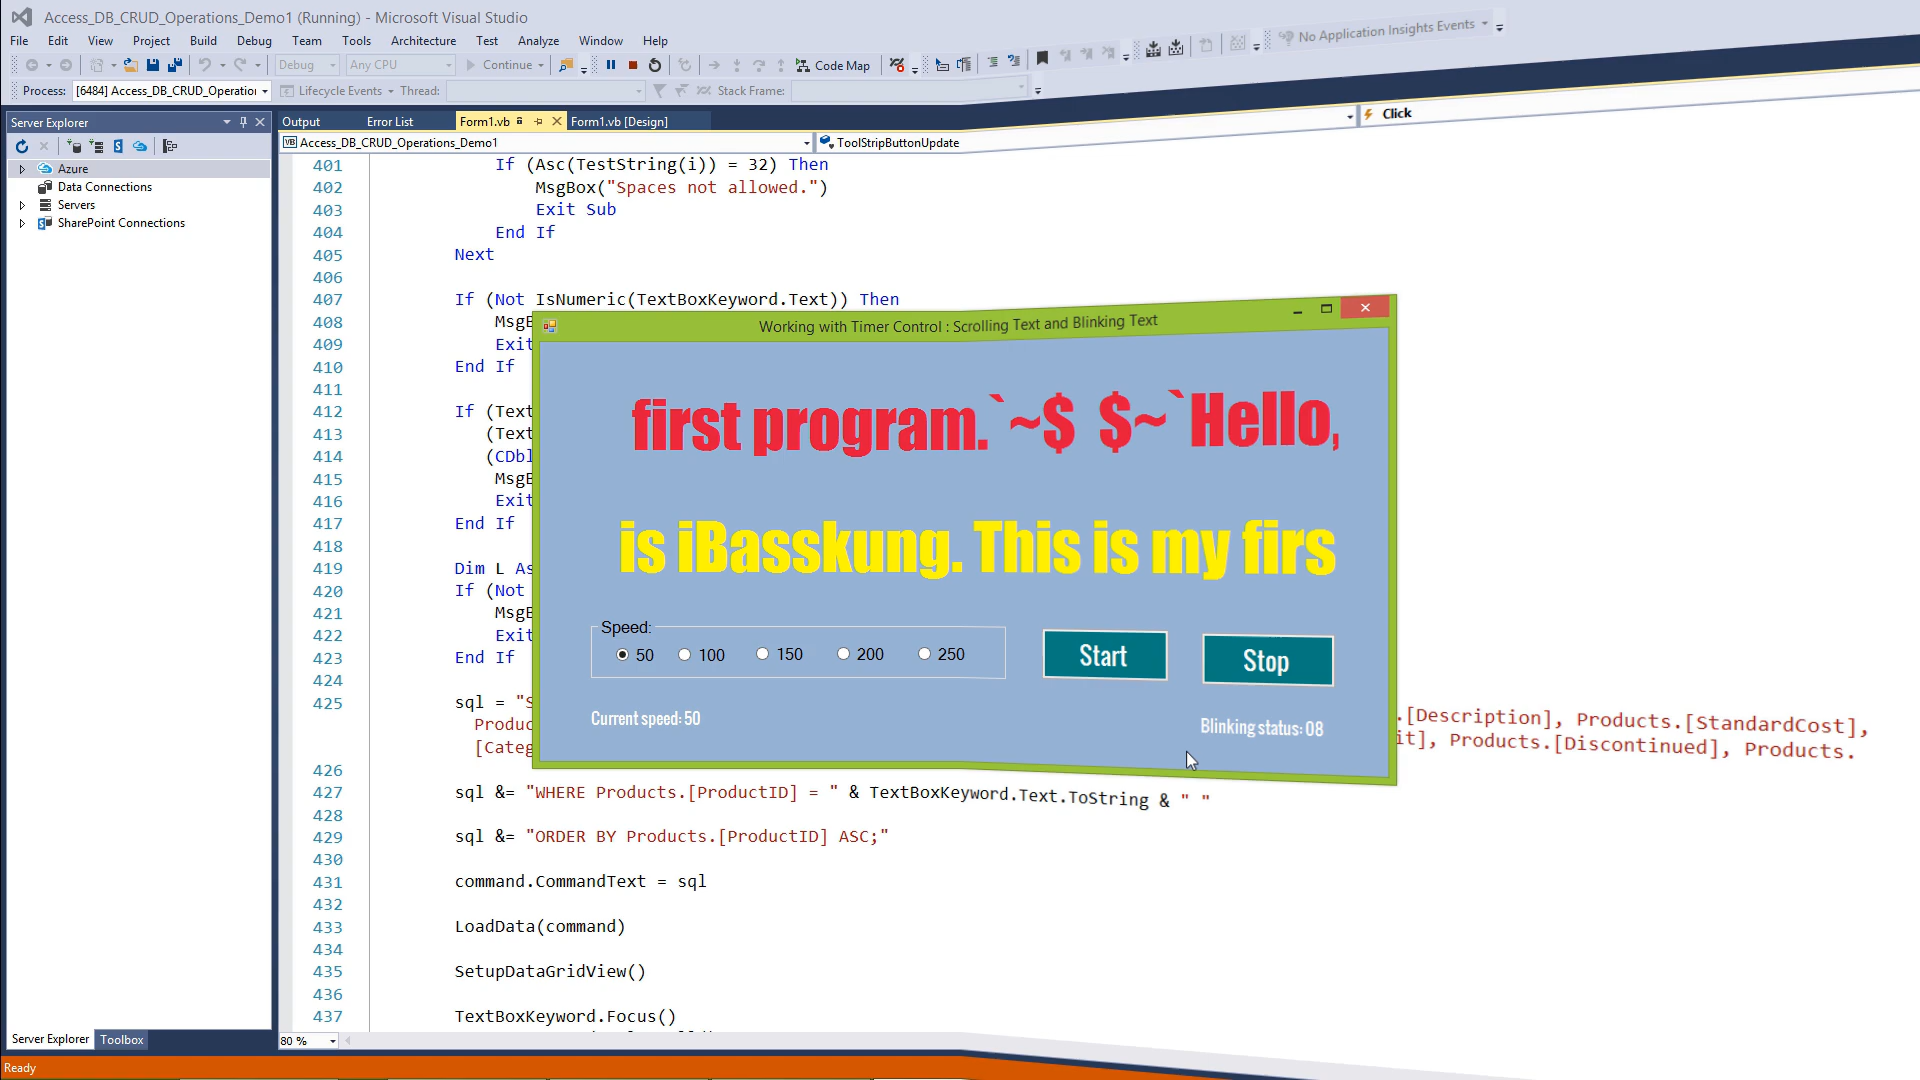 Access_DB_CRUD_Operations_Demo1 (Running) - Microsoft Visual Studio
File Edit View Project Build Debug Team Tools Architecture Test Analyze Window Help
Debug Any CPU Continue Code Map No Application Insights Events
Process: [6484] Access_DB_CRUD_Operation Lifecycle Events Thread: Stack Frame:
Server Explorer
Azure
Data Connections
Servers
SharePoint Connections
Output Error List Form1.vb Form1.vb [Design]
Access_DB_CRUD_Operations_Demo1 ToolStripButtonUpdate Click
401 If (Asc(TestString(i)) = 32) Then
402 MsgBox("Spaces not allowed.")
403 Exit Sub
404 End If
405 Next
406
407 If (Not IsNumeric(TextBoxKeyword.Text)) Then
408 MsgB
409 Exit
410 End If
411
412 If (Text
413 (Text
414 (CDbl
415 MsgB
416 Exit
417 End If
418
419 Dim L As
420 If (Not
421 MsgB
422 Exit
423 End If
424
425 sql = "S .[Description], Products.[StandardCost],
Produc it], Products.[Discontinued], Products.
[Categ
426
427 sql &= "WHERE Products.[ProductID] = " & TextBoxKeyword.Text.ToString & " "
428
429 sql &= "ORDER BY Products.[ProductID] ASC;"
430
431 command.CommandText = sql
432
433 LoadData(command)
434
435 SetupDataGridView()
436
437 TextBoxKeyword.Focus()
80 %
Working with Timer Control : Scrolling Text and Blinking Text
first program.`~$ $~`Hello,
is iBasskung. This is my firs
Speed:
50 100 150 200 250
Start Stop
Current speed: 50
Blinking status: 08
Server Explorer Toolbox
Ready